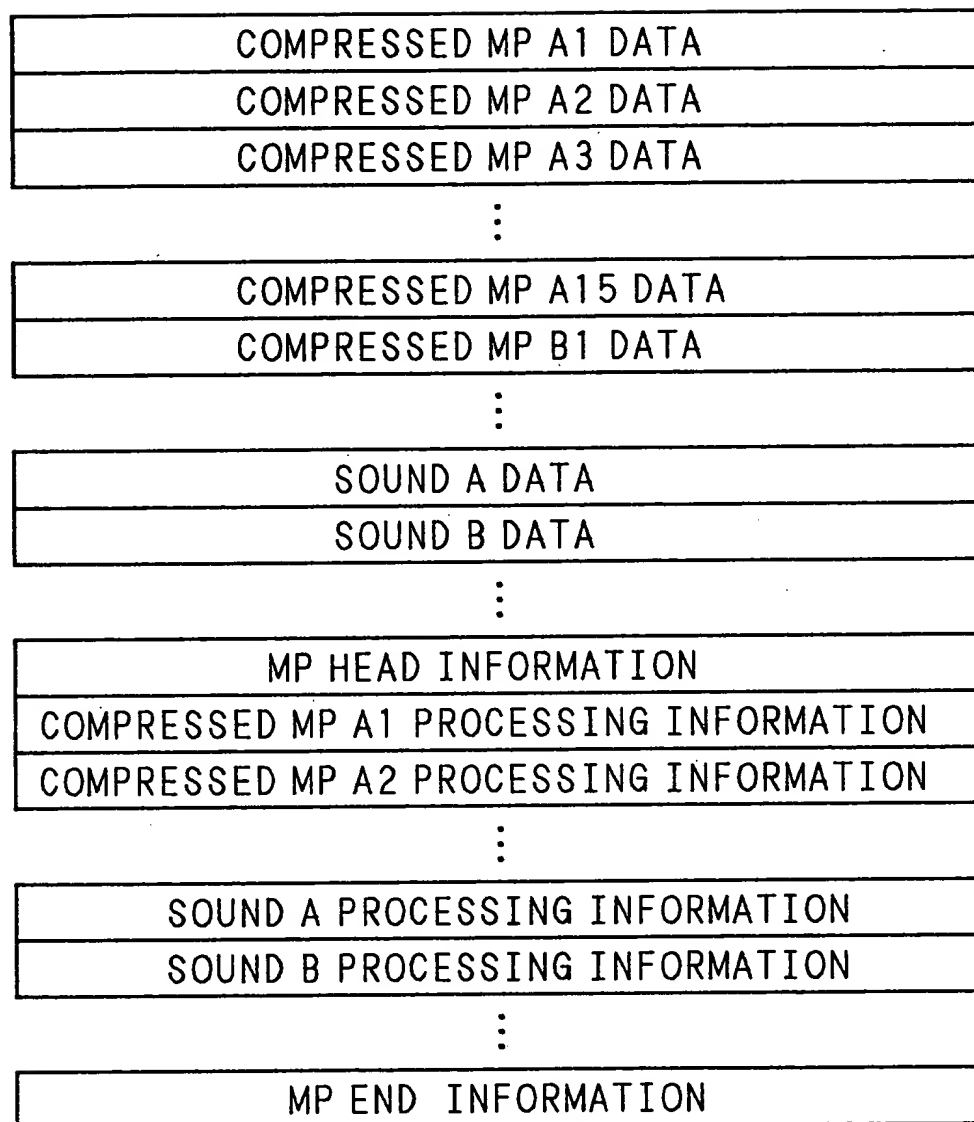 COMPRESSED MP A1 DATA
COMPRESSED MP A2 DATA
COMPRESSED MP A3 DATA
COMPRESSED MP A15 DATA
COMPRESSED MP B1 DATA
SOUND A DATA
SOUND B DATA
MP HEAD INFORMATION
COMPRESSED MP A1 PROCESSING INFORMATION
COMPRESSED MP A2 PROCESSING INFORMATION
SOUND A PROCESSING INFORMATION
SOUND B PROCESSING INFORMATION
MP END INFORMATION